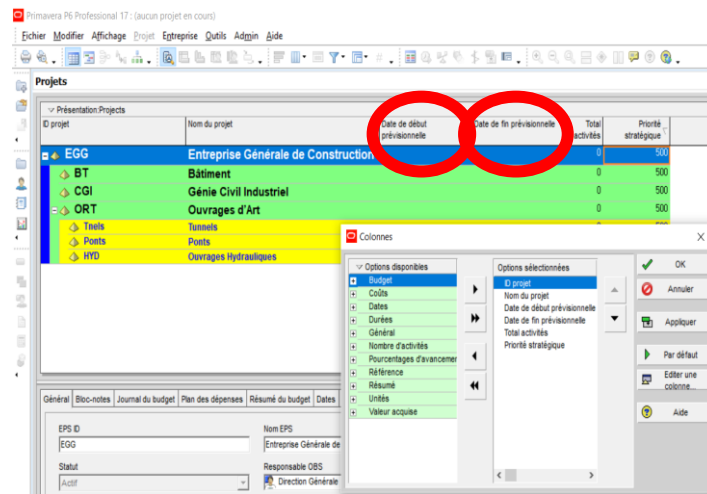 Primavera P6 Professional 17 : (aucun projet en cours)
Fichier Modifier Affichage Projet Entreprise Outils Admin Aide
Projets
Présentation:Projects
ID projet Nom du projet Date de début prévisionnelle Date de fin prévisionnelle Total activités Priorité stratégique
EGG Entreprise Générale de Construction 0 500
BT Bâtiment 0 500
CGI Génie Civil Industriel 0 500
ORT Ouvrages d'Art 0 500
Tnels Tunnels 0 500
Ponts Ponts
HYD Ouvrages Hydrauliques
Colonnes
Options disponibles
Budget
Coûts
Dates
Durées
Général
Nombre d'activités
Pourcentages d'avancemer
Référence
Résumé
Unités
Valeur acquise
Options sélectionnées
ID projet
Nom du projet
Date de début prévisionnelle
Date de fin prévisionnelle
Total activités
Priorité stratégique
OK
Annuler
Appliquer
Par défaut
Editer une
colonne...
Aide
Général Bloc-notes Journal du budget Plan des dépenses Résumé du budget Dates
EPS ID Nom EPS
EGG Entreprise Générale de
Statut Responsable OBS
Actif Direction Générale